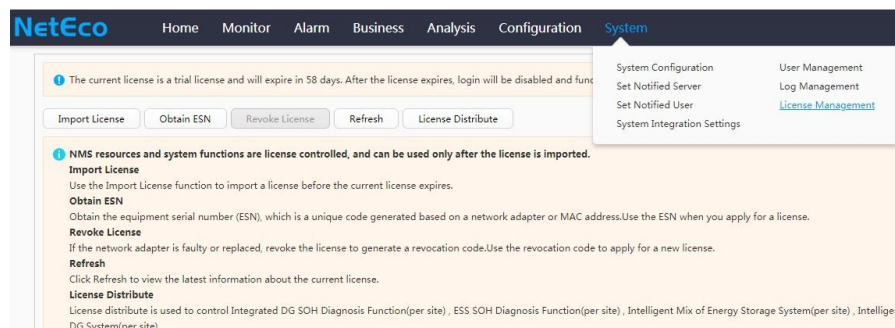 NetEco Home Monitor Alarm Business Analysis Configuration System
The current license is a trial license and will expire in 58 days. After the license expires, login will be disabled and func
System Configuration User Management
Set Notified Server Log Management
Set Notified User License Management
System Integration Settings
Import License Obtain ESN Revoke License Refresh License Distribute
NMS resources and system functions are license controlled, and can be used only after the license is imported.
Import License
Use the Import License function to import a license before the current license expires.
Obtain ESN
Obtain the equipment serial number (ESN), which is a unique code generated based on a network adapter or MAC address.Use the ESN when you apply for a license.
Revoke License
If the network adapter is faulty or replaced, revoke the license to generate a revocation code.Use the revocation code to apply for a new license.
Refresh
Click Refresh to view the latest information about the current license.
License Distribute
License distribute is used to control Integrated DG SOH Diagnosis Function(per site) , ESS SOH Diagnosis Function(per site) , Intelligent Mix of Energy Storage System(per site) , Intellige
DG System(per site)